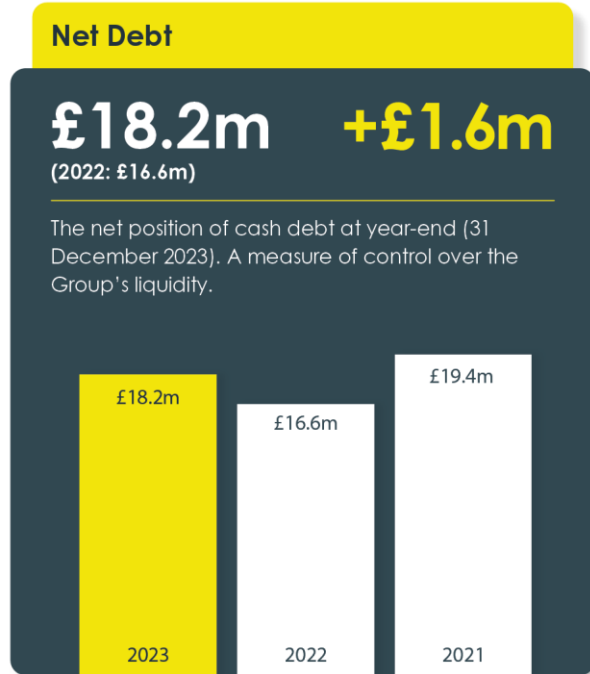 Net Debt
£18.2m +£1.6m
(2022: £16.6m)
The net position of cash debt at year-end (31
December 2023). A measure of control over the
Group’s liquidity.
£18.2m
£16.6m
£19.4m
2023 2022 2021